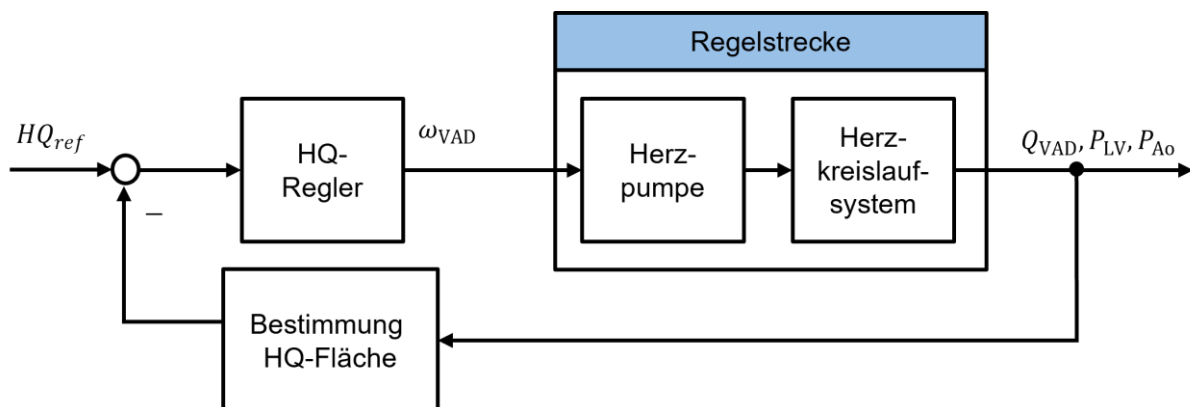 Regelstrecke
HQ_ref
HQ-
Regler
ω_VAD
Herz-
pumpe
Herz-
kreislauf-
system
Q_VAD, P_LV, P_Ao
−
Bestimmung
HQ-Fläche